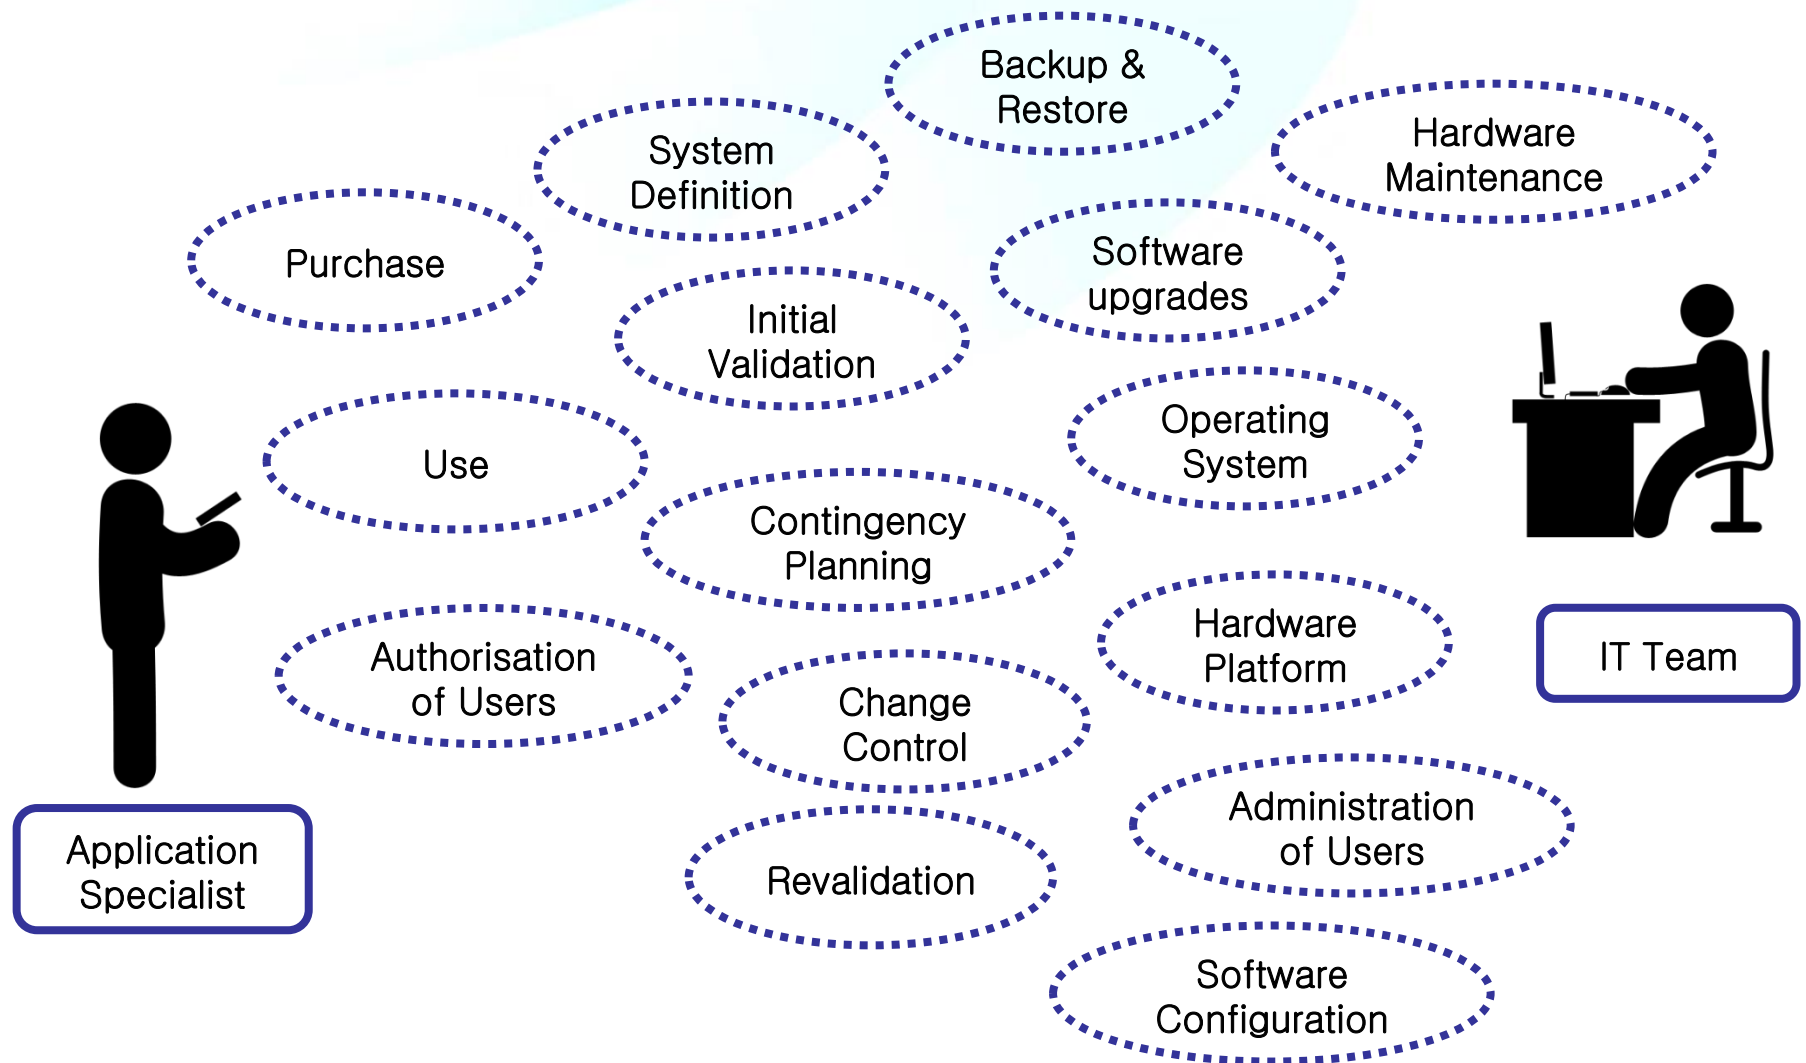 Backup &
Restore
Hardware
Maintenance
System
Definition
Purchase
Software
upgrades
Initial
Validation
Operating
System
Use
Contingency
Planning
Hardware
Platform
IT Team
Authorisation
of Users
Change
Control
Administration
of Users
Application
Specialist
Revalidation
Software
Configuration